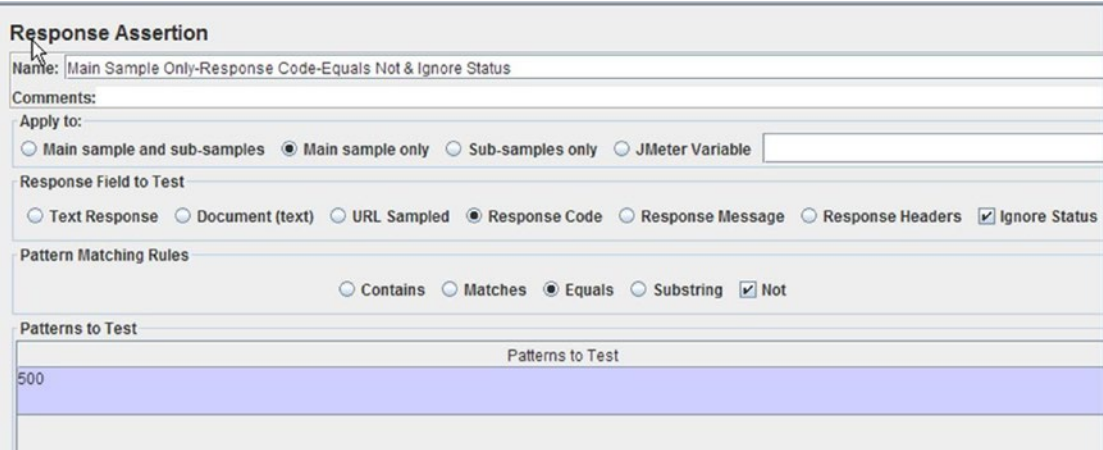 Response Assertion
Name: Main Sample Only-Response Code-Equals Not & Ignore Status
Comments:
Apply to:
Main sample and sub-samples Main sample only Sub-samples only JMeter Variable
Response Field to Test
Text Response Document (text) URL Sampled Response Code Response Message Response Headers Ignore Status
Pattern Matching Rules
Contains Matches Equals Substring Not
Patterns to Test
Patterns to Test
500